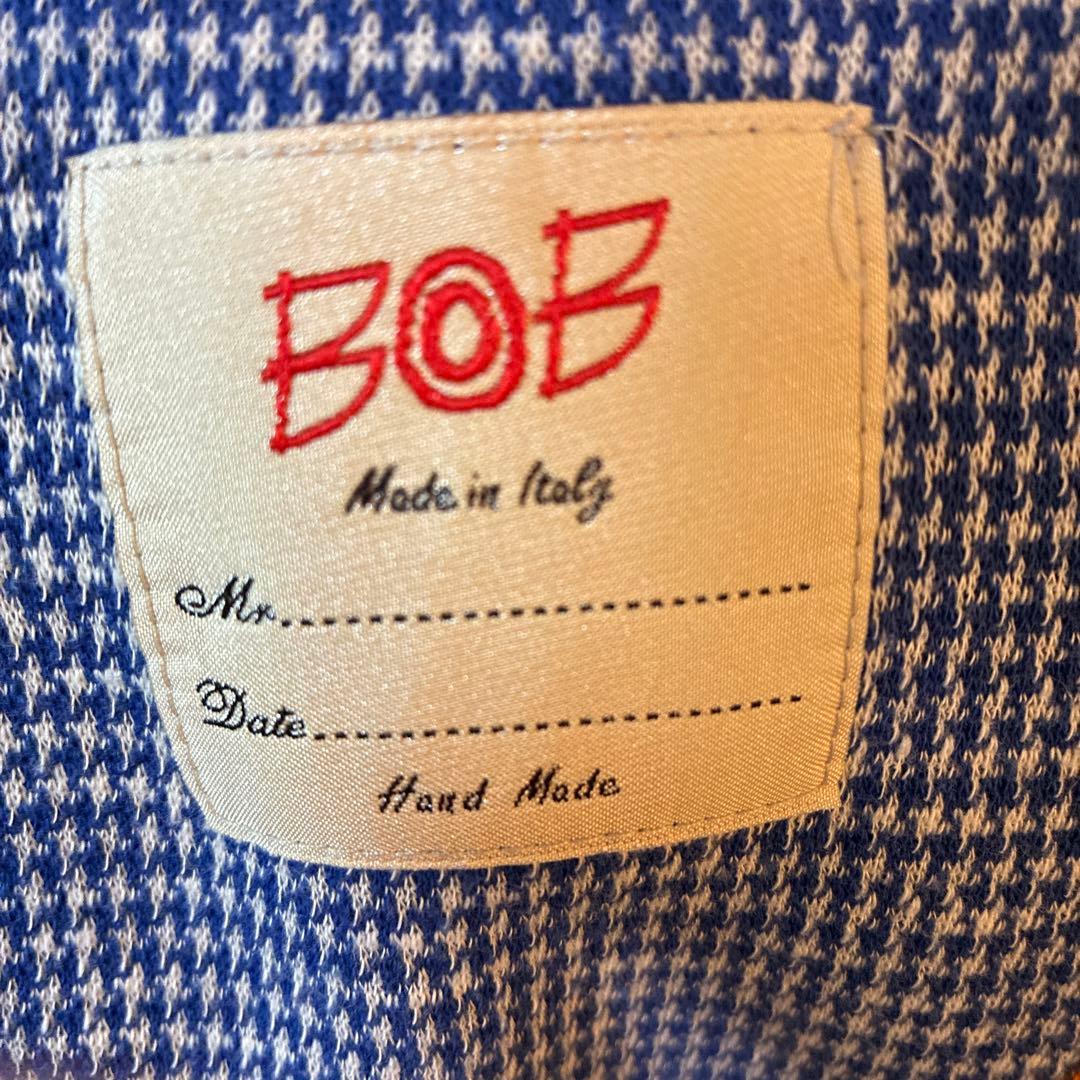 BOB
Made in Italy
Mr..........................
Date..........................
Hand Made